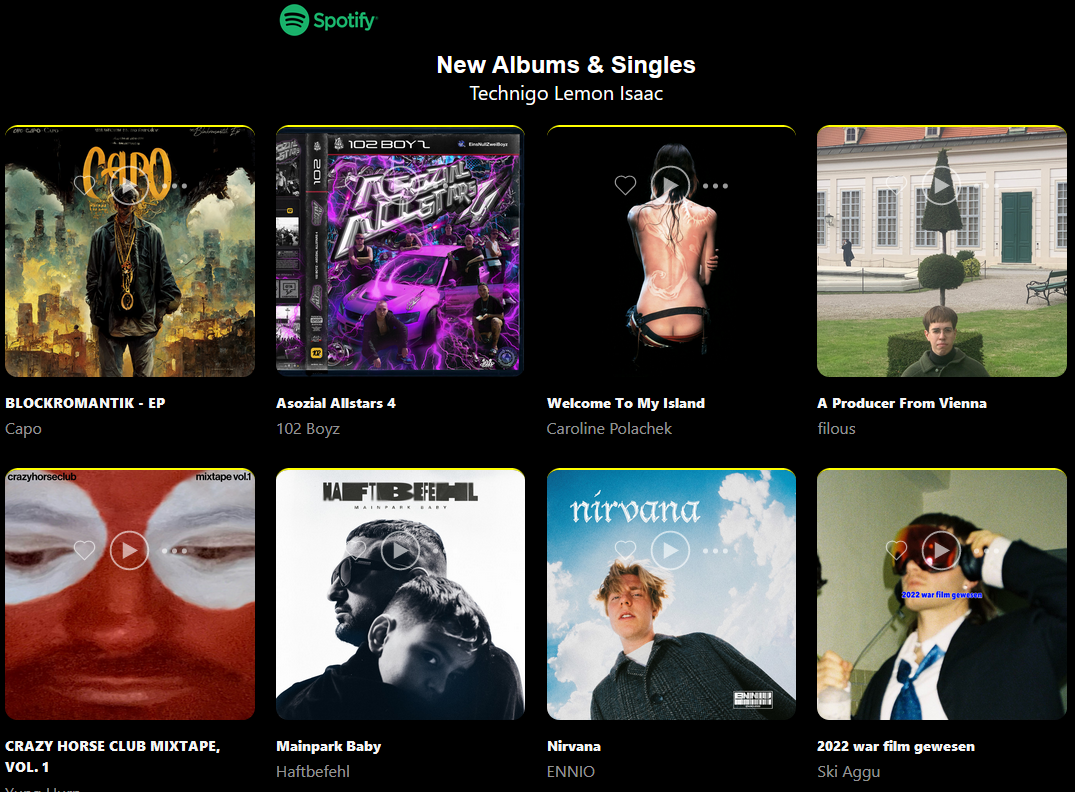 Spotify
New Albums & Singles
Technigo Lemon Isaac
CAPO
102 BOYZ
EinsNullZweiBoyz
102
ASOZIAL
ALLSTARS 4
BLOCKROMANTIK - EP
Asozial Allstars 4
Welcome To My Island
A Producer From Vienna
Capo
102 Boyz
Caroline Polachek
filous
crazyhorseclub
mixtape vol.1
HAFTBEFEHL
MAINPARK BABY
nirvana
2022 war film gewesen
ENNIO
CRAZY HORSE CLUB MIXTAPE,
VOL. 1
Mainpark Baby
Nirvana
2022 war film gewesen
Haftbefehl
ENNIO
Ski Aggu